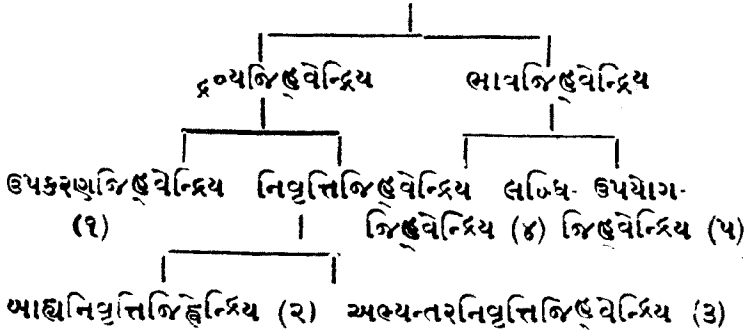 દ્રવ્યજિહ્વેન્દ્રિય ભાવજિહ્વેન્દ્રિય
ઉપકરણજિહ્વેન્દ્રિય નિવૃત્તિજિહ્વેન્દ્રિય લબ્ધિ- ઉપયોગ-
(૧) જિહ્વેન્દ્રિય (૪) જિહ્વેન્દ્રિય (૫)
બાહ્યનિવૃત્તિજિહ્વેન્દ્રિય (૨) અભ્યન્તરનિવૃત્તિજિહ્વેન્દ્રિય (૩)